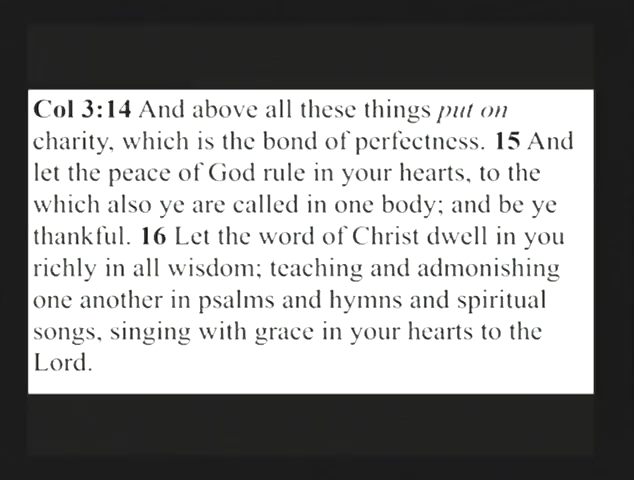 Col 3:14 And above all these things put on
charity, which is the bond of perfectness. 15 And
let the peace of God rule in your hearts, to the
which also ye are called in one body; and be ye
thankful. 16 Let the word of Christ dwell in you
richly in all wisdom; teaching and admonishing
one another in psalms and hymns and spiritual
songs, singing with grace in your hearts to the
Lord.